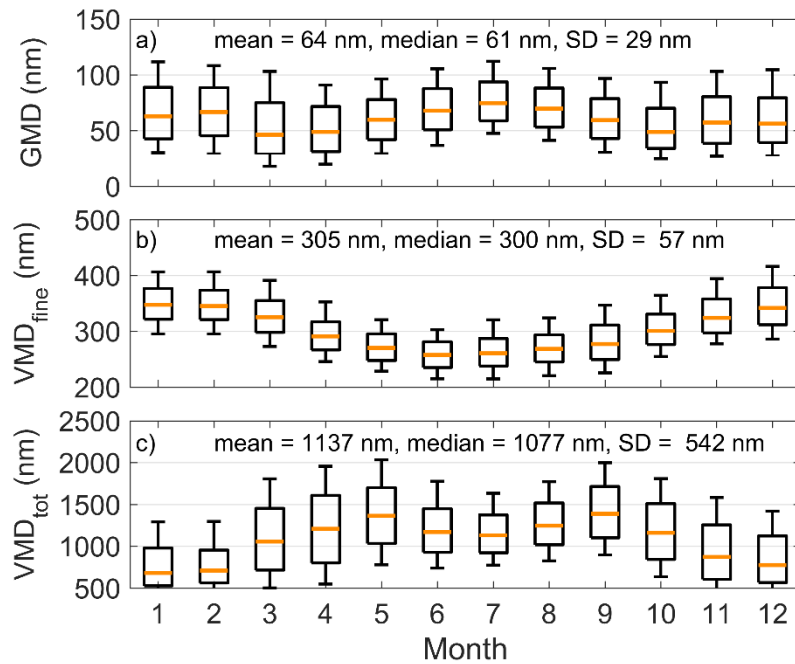 150
a) mean = 64 nm, median = 61 nm, SD = 29 nm
100
50
0
GMD (nm)
500
b) mean = 305 nm, median = 300 nm, SD = 57 nm
400
300
200
VMD_fine (nm)
2500
c) mean = 1137 nm, median = 1077 nm, SD = 542 nm
2000
1500
1000
500
VMD_tot (nm)
1 2 3 4 5 6 7 8 9 10 11 12
Month